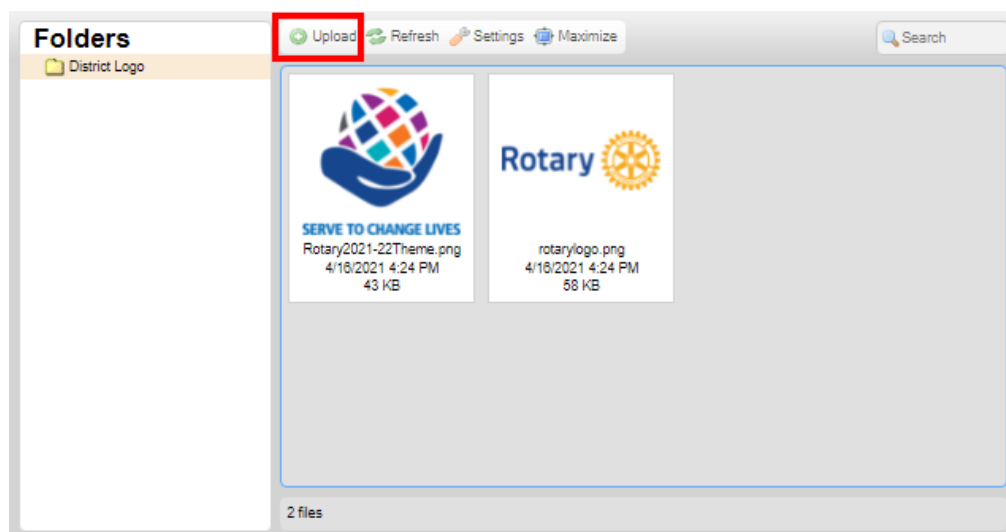 Folders
District Logo
Upload Refresh Settings Maximize
Search
SERVE TO CHANGE LIVES
Rotary2021-22Theme.png
4/16/2021 4:24 PM
43 KB
Rotary
rotarylogo.png
4/16/2021 4:24 PM
58 KB
2 files